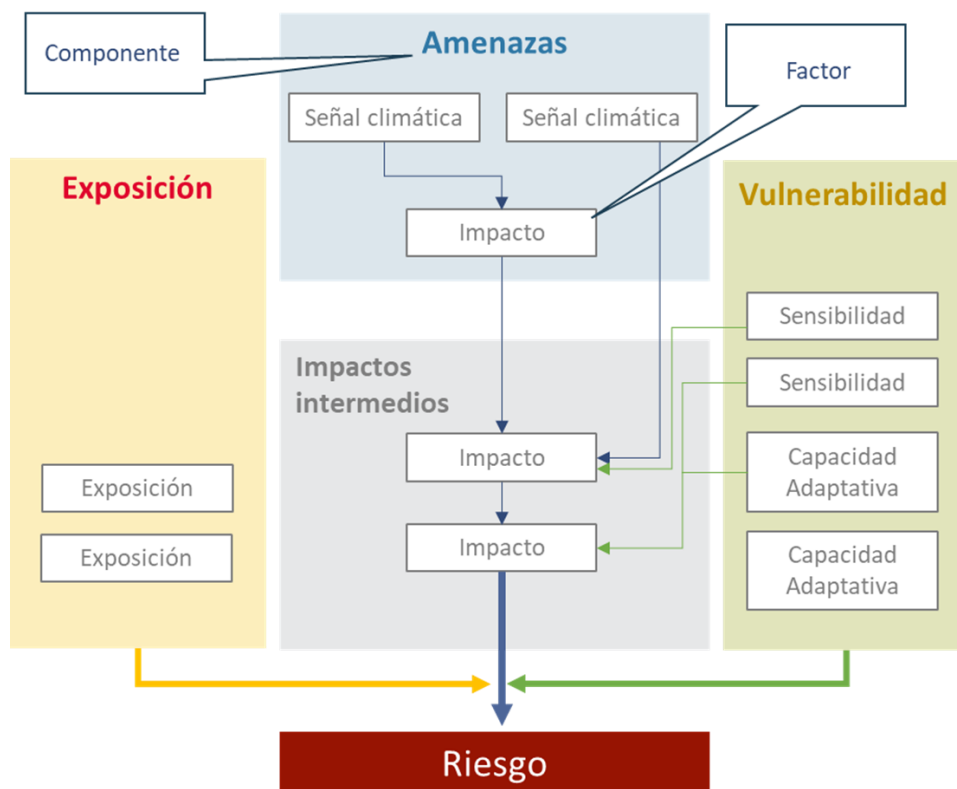 Componente
Amenazas
Factor
Señal climática
Señal climática
Exposición
Vulnerabilidad
Impacto
Sensibilidad
Impactos
intermedios
Sensibilidad
Impacto
Capacidad
Adaptativa
Exposición
Impacto
Exposición
Capacidad
Adaptativa
Riesgo